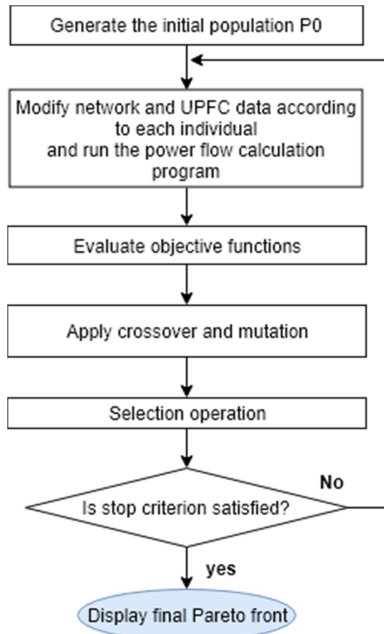 Generate the initial population P0
Modify network and UPFC data according
to each individual
and run the power flow calculation
program
Evaluate objective functions
Apply crossover and mutation
Selection operation
Is stop criterion satisfied?
No
yes
Display final Pareto front